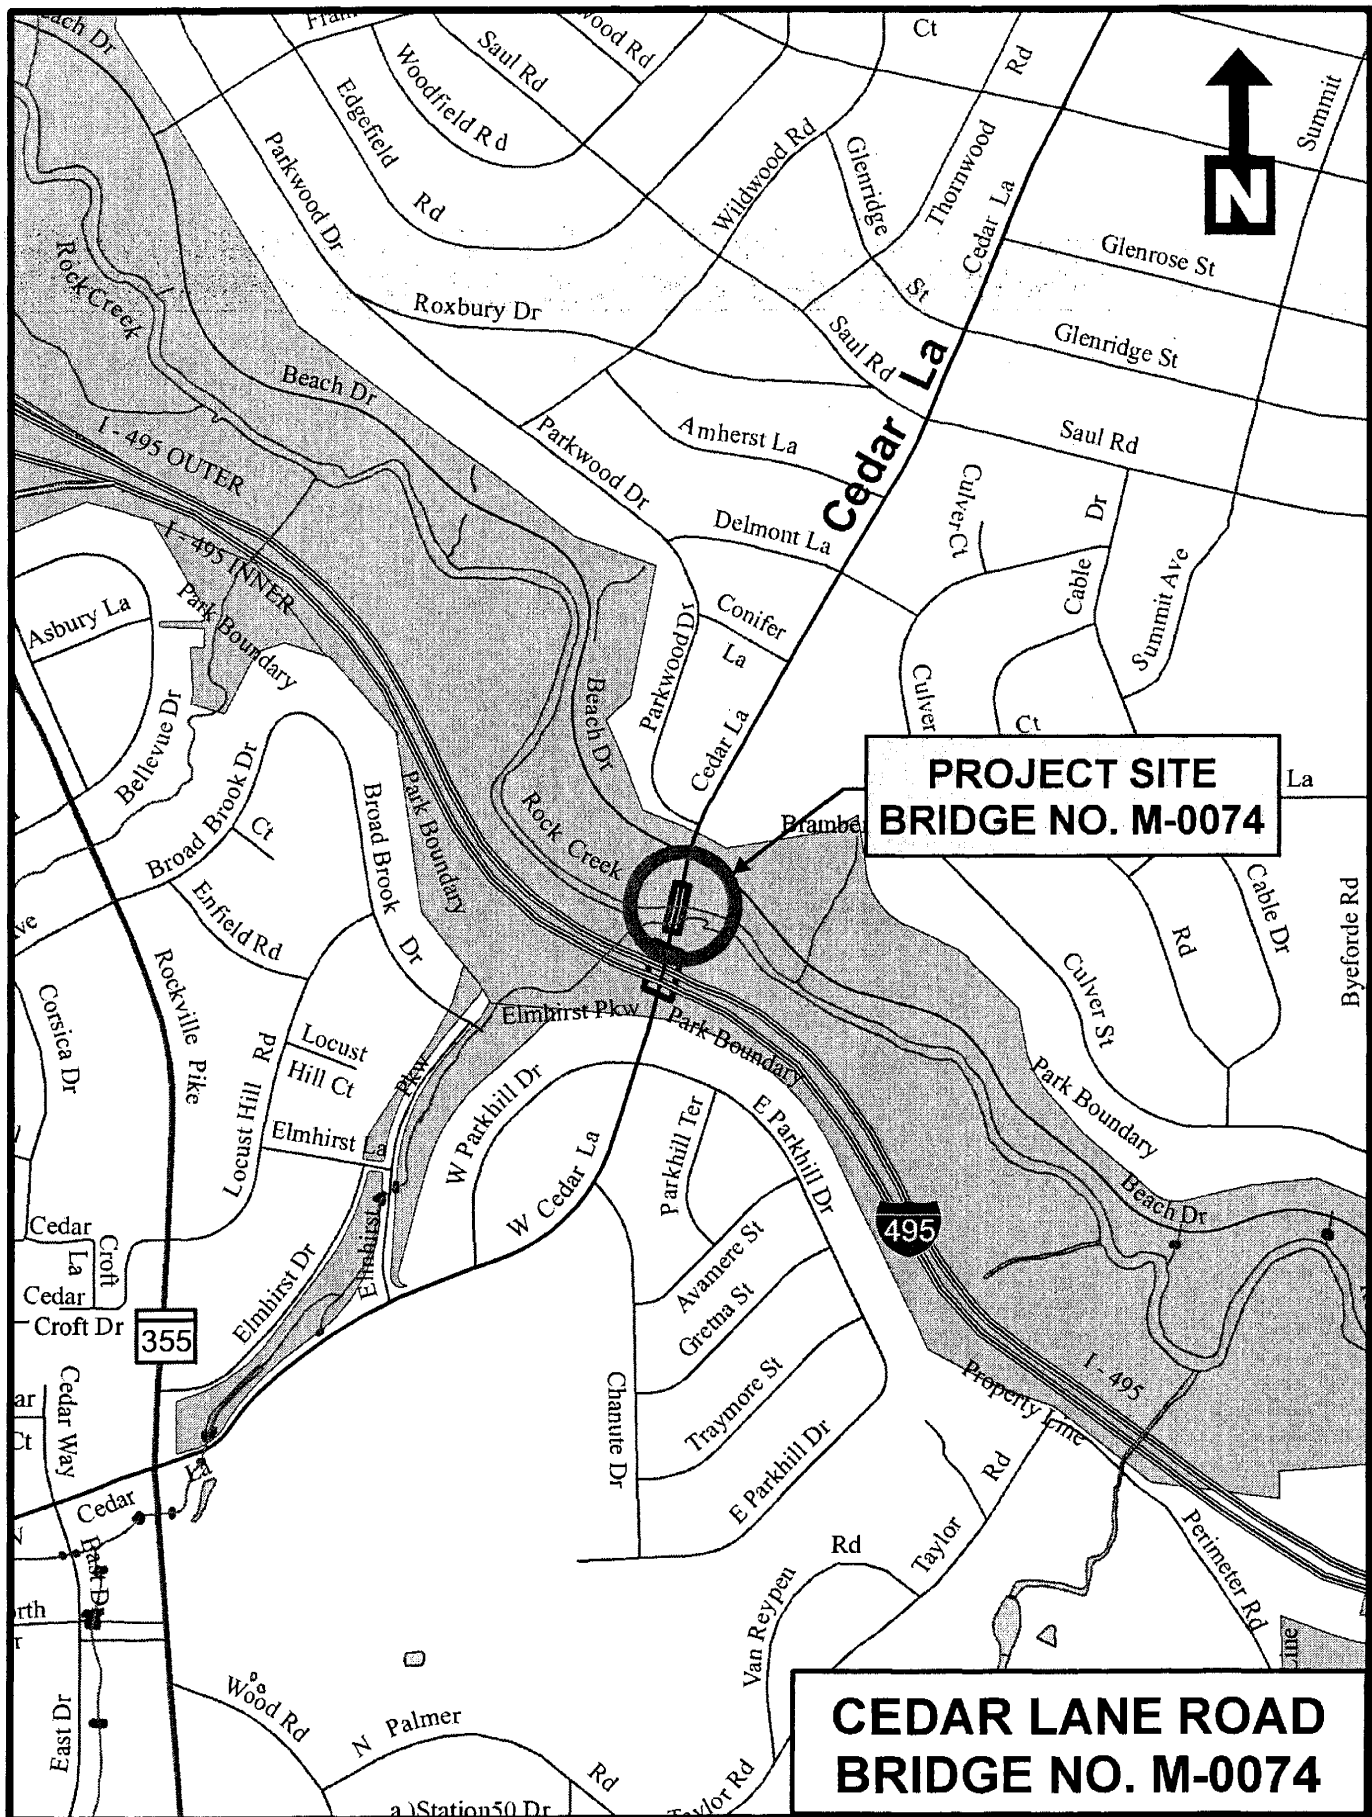 Beach Dr
Saul Rd
Woodfield Rd
Edgefield
Rd
Parkwood Dr
Wildwood Rd
Glenridge
St
Thornwood
Rd
Ct
Cedar La
Summit
N
Glenrose St
Glenridge St
Saul Rd
Saul Rd
Rock Creek
Roxbury Dr
Beach Dr
Amherst La
Parkwood Dr
Cedar La
Delmont La
Culver Ct
Cable
Dr
Summit Ave
I - 495 OUTER
I - 495 INNER
Park Boundary
Asbury La
Bellevue Dr
Conifer
La
Parkwood Dr
Beach Dr
Cedar La
Culver
Ct
PROJECT SITE
BRIDGE NO. M-0074
La
Broad Brook Dr
Ct
Broad Brook
Dr
Park Boundary
Rock Creek
Enfield Rd
Cable Dr
Rd
Byeforde Rd
Culver St
Rockville Pike
Corsica Dr
Locust
Hill Ct
Locust Hill Rd
Elmhirst Pkw
Park Boundary
Park Boundary
Pkw
W Parkhill Dr
Elmhirst La
Elmhirst
W Cedar La
Parkhill Ter
E Parkhill Dr
Beach Dr
495
Cedar
La
Croft
Cedar
Croft Dr
355
Elmhirst Dr
Avamere St
Gretna St
Traymore St
Chanute Dr
E Parkhill Dr
I - 495
Property Line
Cedar Way
Ct
Cedar
La
East Dr
Taylor
Rd
Rd
Van Reypen
Perimeter Rd
Line
East Dr
Wood Rd
N Palmer
Rd
Taylor Rd
CEDAR LANE ROAD
BRIDGE NO. M-0074